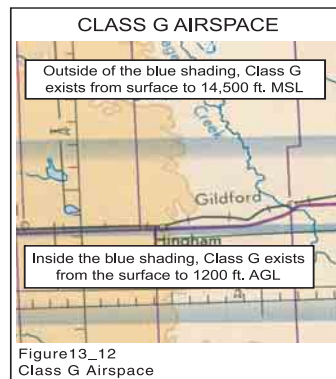 CLASS G AIRSPACE
Outside of the blue shading, Class G
exists from surface to 14,500 ft. MSL
Creek
Gildford
Hingham
Inside the blue shading, Class G exists
from the surface to 1200 ft. AGL
Figure13_12
Class G Airspace